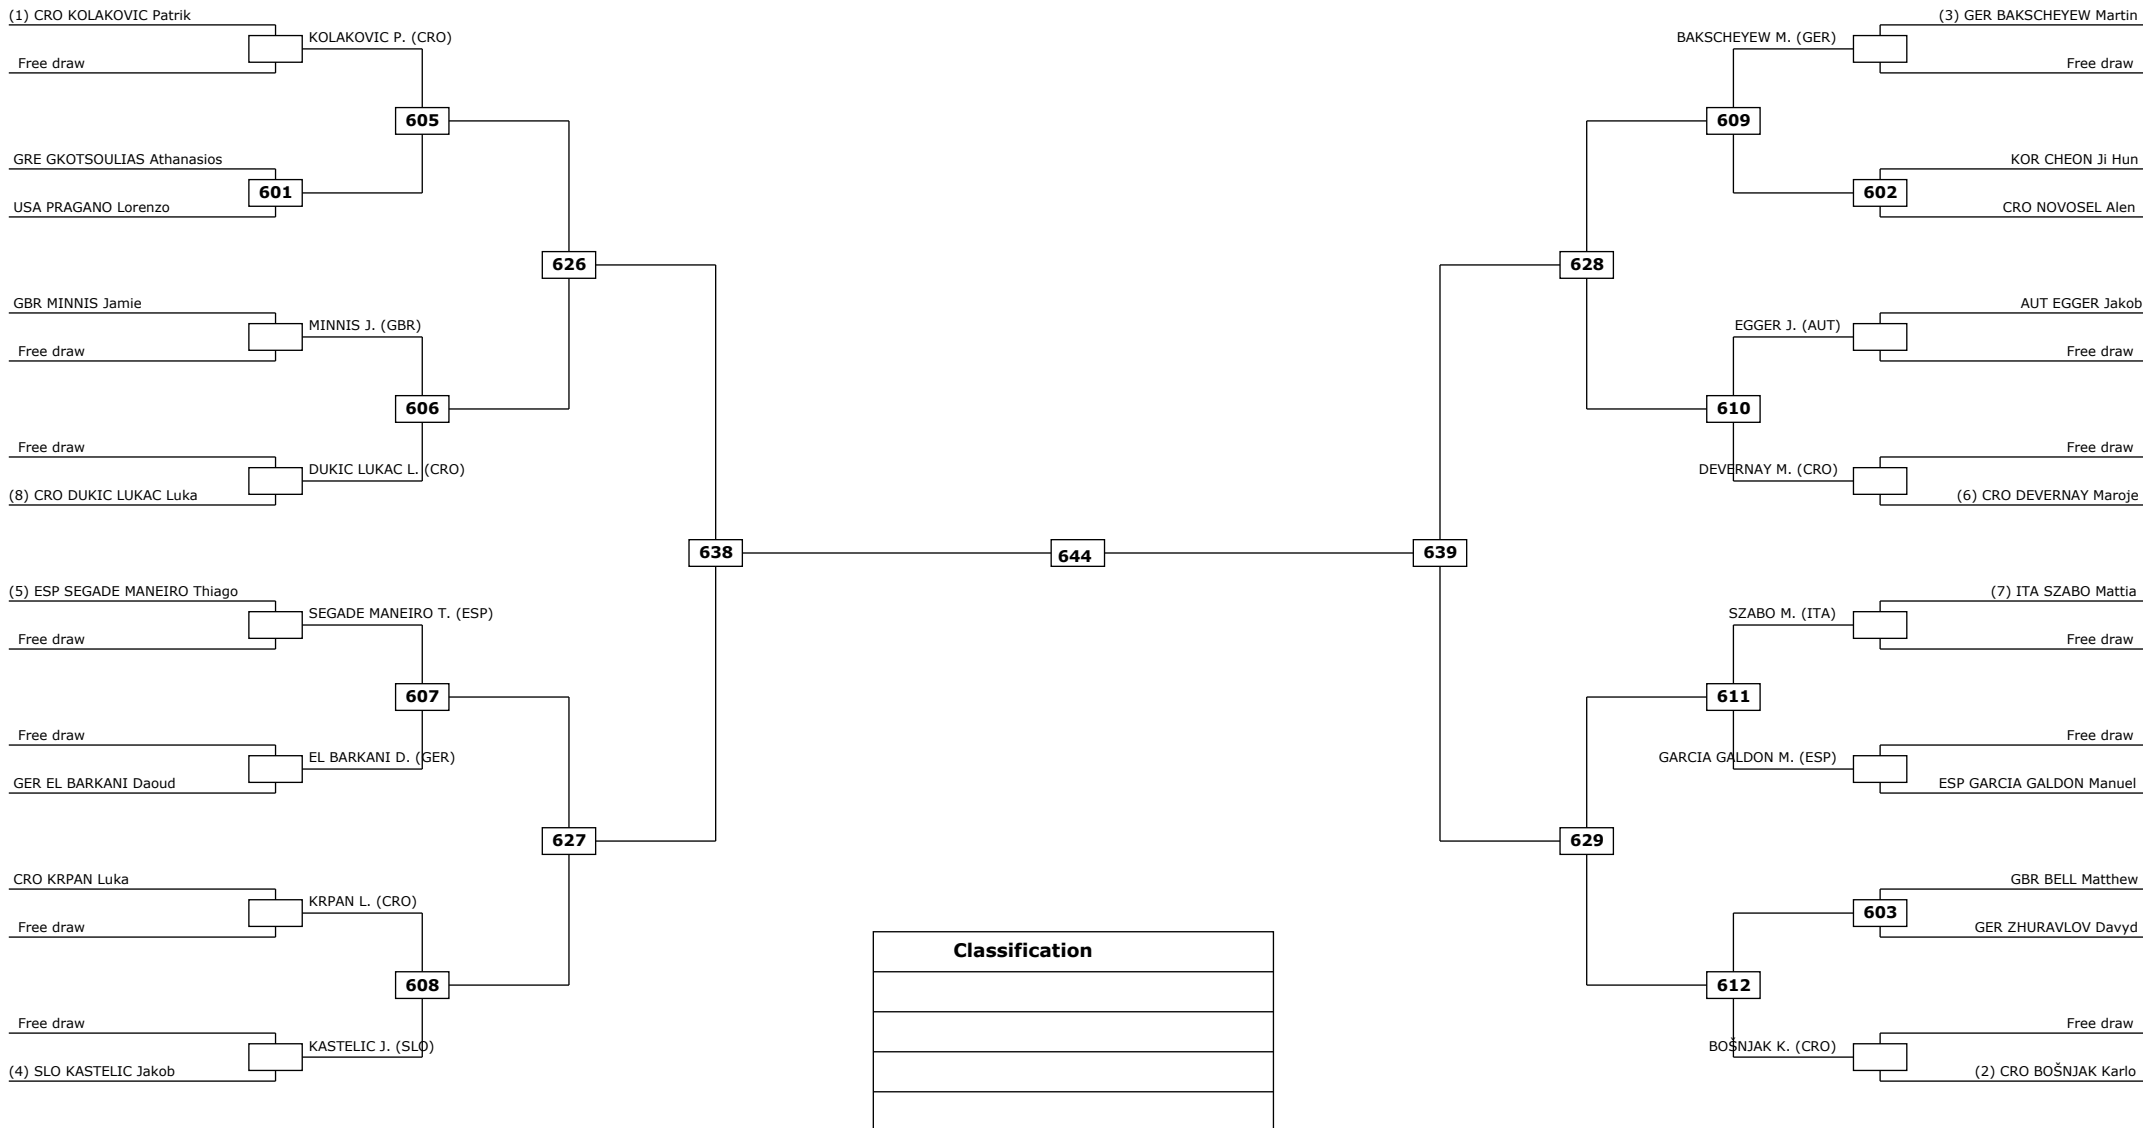 (1) CRO KOLAKOVIC Patrik
KOLAKOVIC P. (CRO)
Free draw
605
GRE GKOTSOULIAS Athanasios
601
USA PRAGANO Lorenzo
626
GBR MINNIS Jamie
MINNIS J. (GBR)
Free draw
606
Free draw
DUKIC LUKAC L. (CRO)
(8) CRO DUKIC LUKAC Luka
638
(5) ESP SEGADE MANEIRO Thiago
SEGADE MANEIRO T. (ESP)
Free draw
607
Free draw
EL BARKANI D. (GER)
GER EL BARKANI Daoud
627
CRO KRPAN Luka
KRPAN L. (CRO)
Free draw
608
Free draw
KASTELIC J. (SLO)
(4) SLO KASTELIC Jakob
644
Classification
(3) GER BAKSCHEYEW Martin
BAKSCHEYEW M. (GER)
Free draw
609
KOR CHEON Ji Hun
602
CRO NOVOSEL Alen
628
AUT EGGER Jakob
EGGER J. (AUT)
Free draw
610
Free draw
DEVERNAY M. (CRO)
(6) CRO DEVERNAY Maroje
639
(7) ITA SZABO Mattia
SZABO M. (ITA)
Free draw
611
Free draw
GARCIA GALDON M. (ESP)
ESP GARCIA GALDON Manuel
629
GBR BELL Matthew
603
GER ZHURAVLOV Davyd
612
Free draw
BOŠNJAK K. (CRO)
(2) CRO BOŠNJAK Karlo